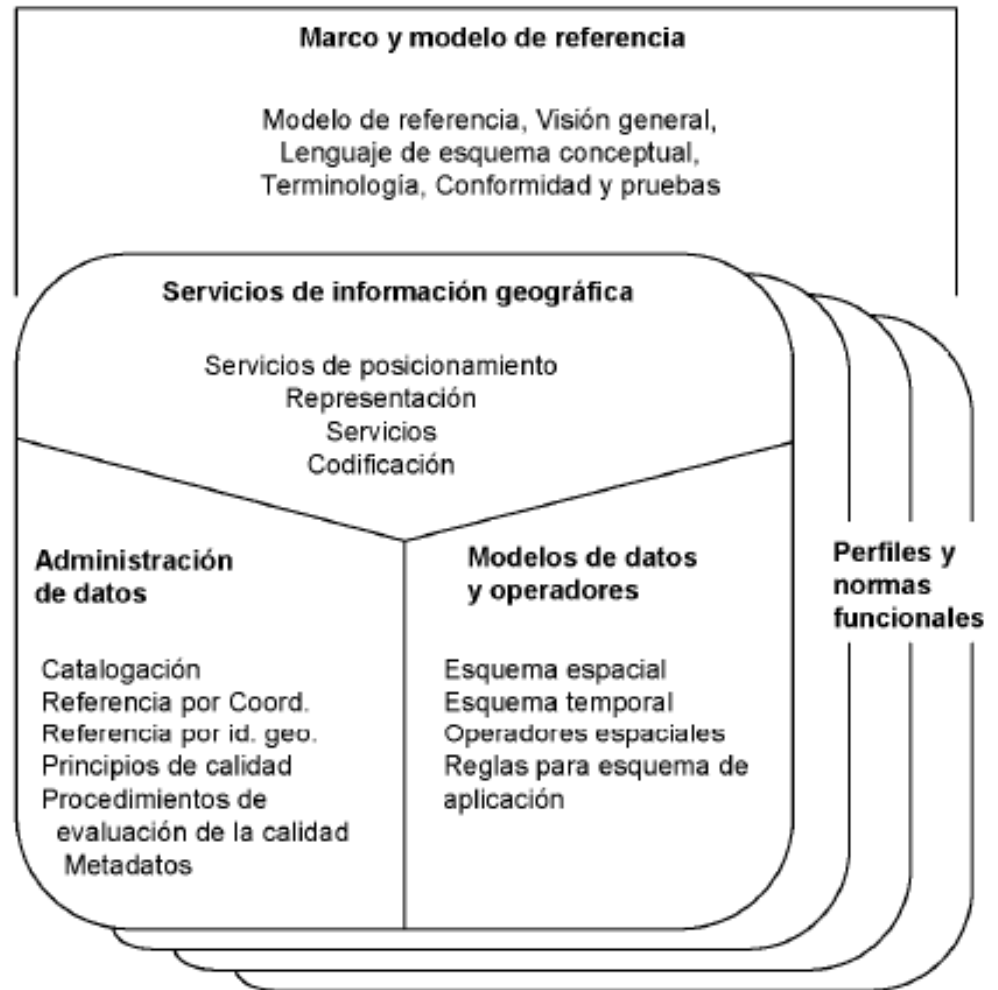 Marco y modelo de referencia
Modelo de referencia, Visión general,
Lenguaje de esquema conceptual,
Terminología, Conformidad y pruebas
Servicios de información geográfica
Servicios de posicionamiento
Representación
Servicios
Codificación
Administración
de datos
Catalogación
Referencia por Coord.
Referencia por id. geo.
Principios de calidad
Procedimientos de
evaluación de la calidad
Metadatos
Modelos de datos
y operadores
Esquema espacial
Esquema temporal
Operadores espaciales
Reglas para esquema de
aplicación
Perfiles y
normas
funcionales